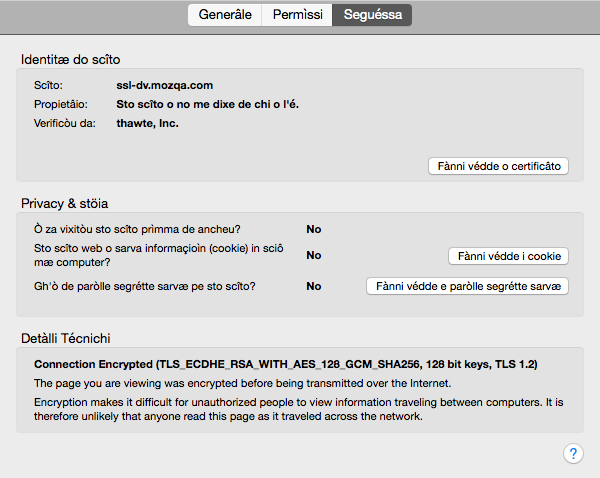 Generâle Permìssi Seguéssa
Identitæ do scîto
Scîto: ssl-dv.mozqa.com
Propietâio: Sto scîto o no me dixe de chi o l'é.
Verificòu da: thawte, Inc.
Fànni védde o certificâto
Privacy & stöia
Ò za vixitòu sto scîto prìmma de ancheu? No
Sto scîto web o sarva informaçioìn (cookie) in sciô
mæ computer? No Fànni védde i cookie
Gh'ò de paròlle segrétte sarvæ pe sto scîto? No Fànni védde e paròlle segrétte sarvæ
Detàlli Técnichi
Connection Encrypted (TLS_ECDHE_RSA_WITH_AES_128_GCM_SHA256, 128 bit keys, TLS 1.2)
The page you are viewing was encrypted before being transmitted over the Internet.
Encryption makes it difficult for unauthorized people to view information traveling between computers. It is
therefore unlikely that anyone read this page as it traveled across the network.
?